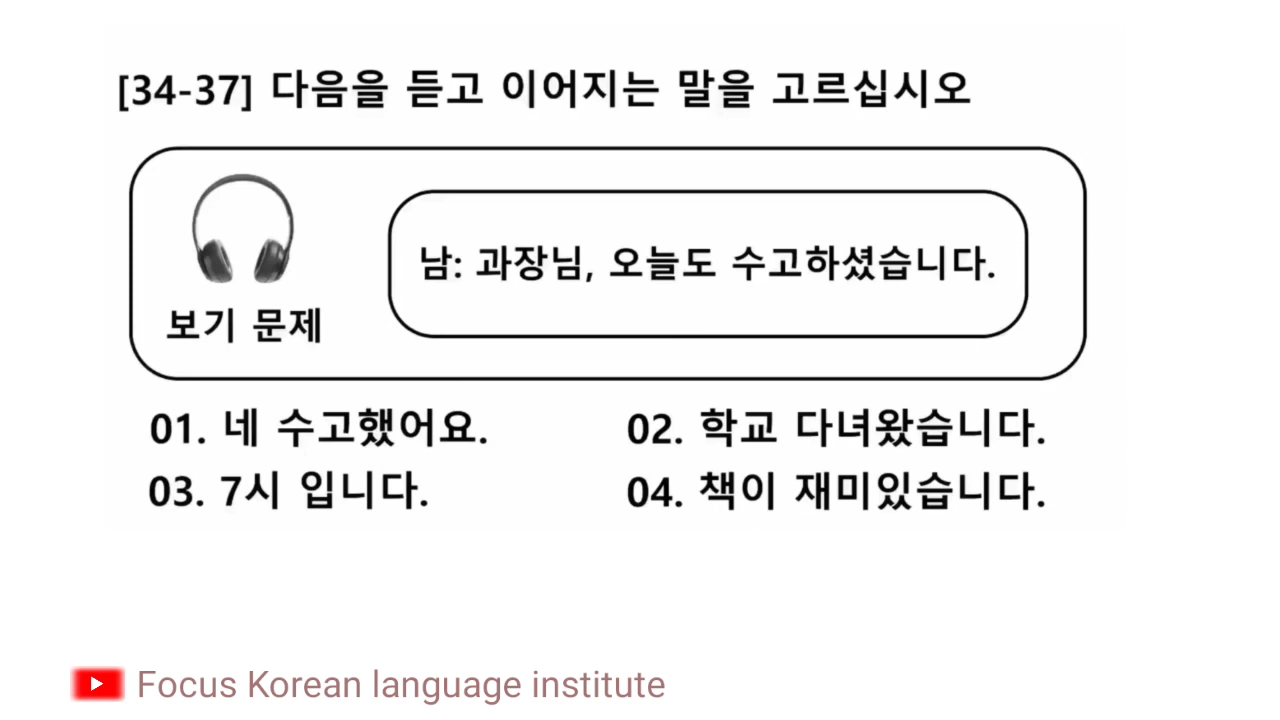 [34-37] 다음을 듣고 이어지는 말을 고르십시오
남: 과장님, 오늘도 수고하셨습니다.
보기 문제
01. 네 수고했어요.
02. 학교 다녀왔습니다.
03. 7시 입니다.
04. 책이 재미있습니다.
Focus Korean language institute